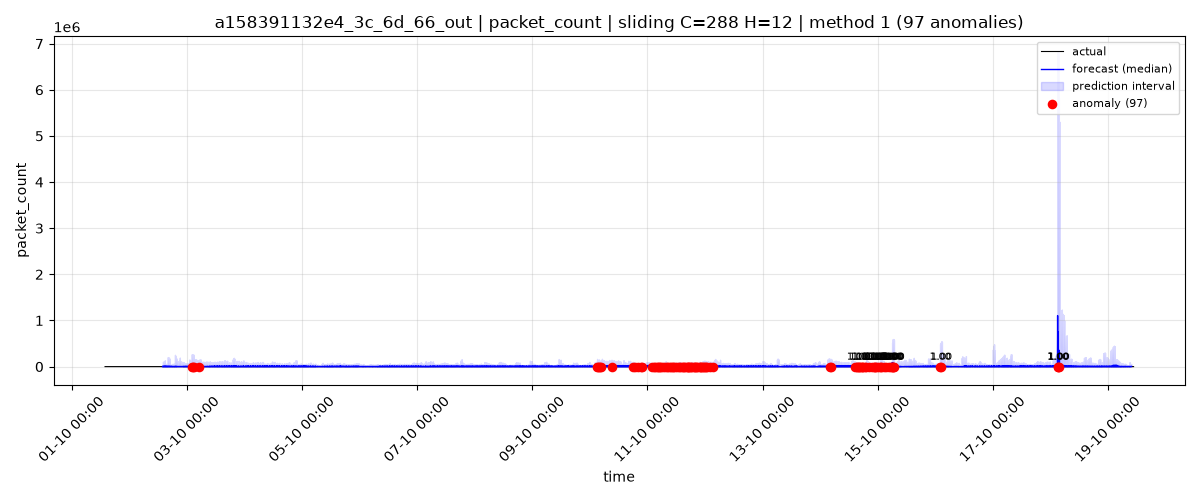 a158391132e4_3c_6d_66_out | packet_count | sliding C=288 H=12 | method 1 (97 anomalies)
1e6
7
6
5
4
3
2
1
0
packet_count
actual
forecast (median)
prediction interval
anomaly (97)
1.00
1.00
01-10 00:00
03-10 00:00
05-10 00:00
07-10 00:00
09-10 00:00
11-10 00:00
13-10 00:00
15-10 00:00
17-10 00:00
19-10 00:00
time